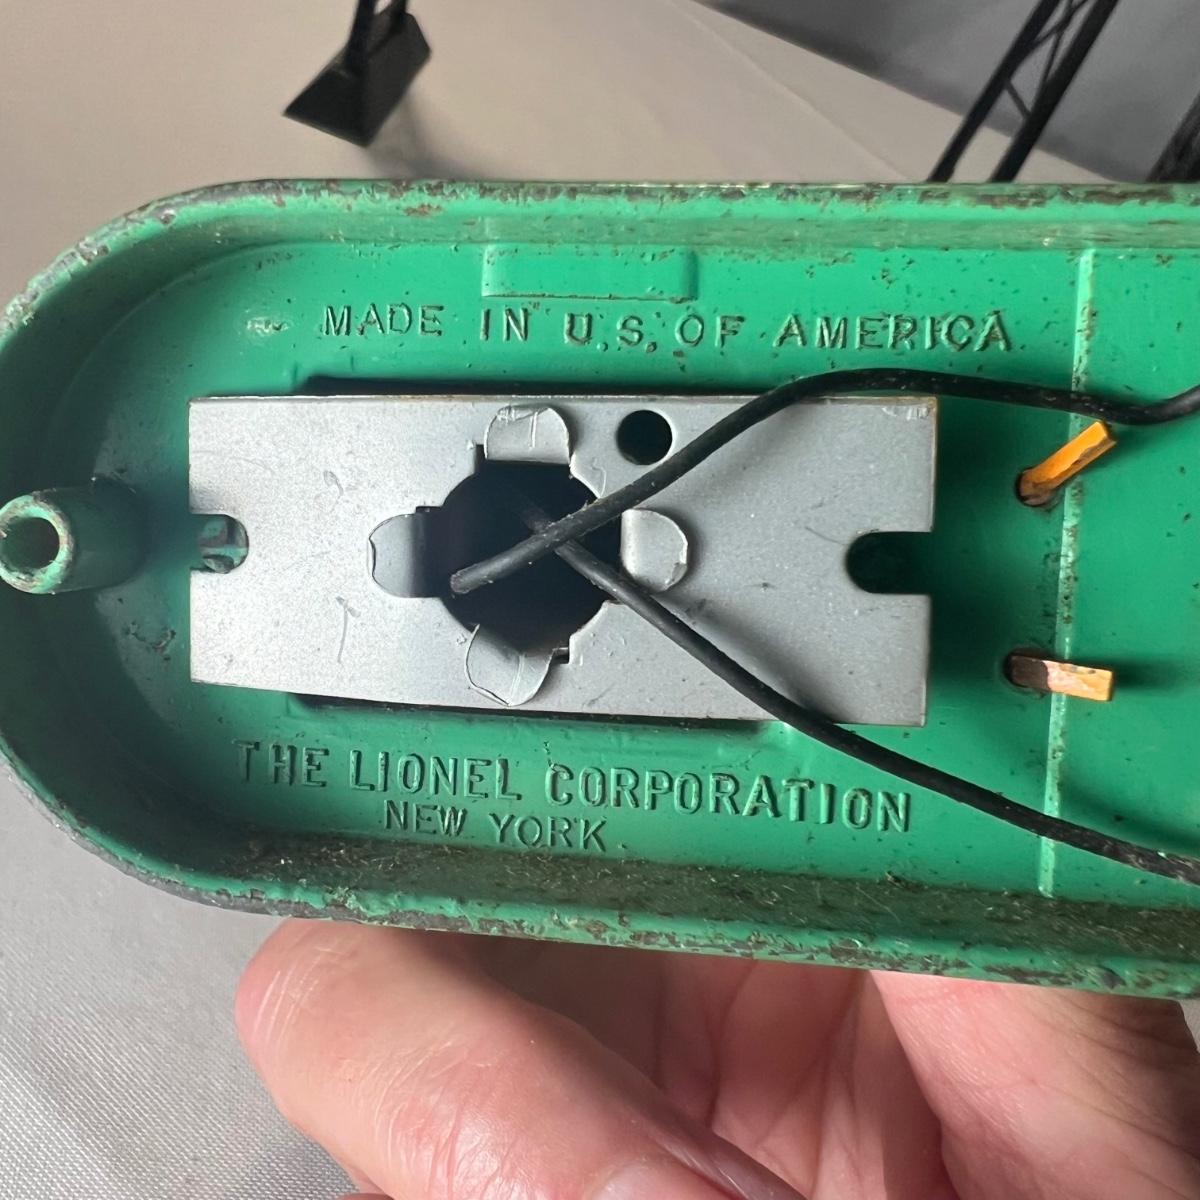 MADE IN U.S. OF AMERICA
THE LIONEL CORPORATION
NEW YORK